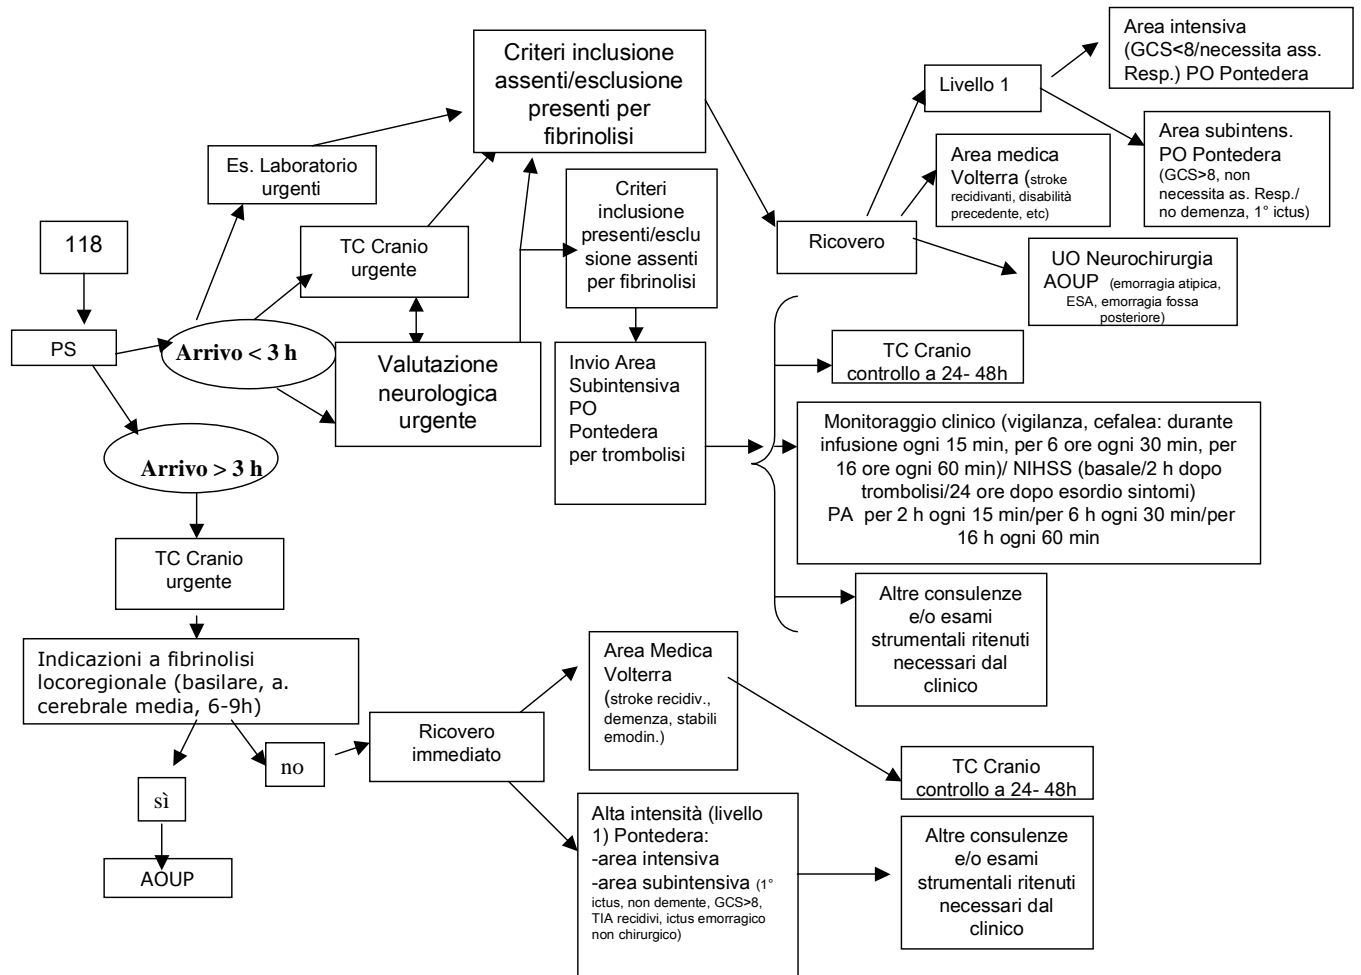 118
PS
Arrivo < 3 h
Arrivo > 3 h
Es. Laboratorio
urgenti
TC Cranio
urgente
Valutazione
neurologica
urgente
Criteri inclusione
assenti/esclusione
presenti per
fibrinolisi
Criteri
inclusione
presenti/esclu
sione assenti
per fibrinolisi
Invio Area
Subintensiva
PO
Pontedera
per trombolisi
Ricovero
Livello 1
Area intensiva
(GCS<8/necessita ass.
Resp.) PO Pontedera
Area subintens.
PO Pontedera
(GCS>8, non
necessita as. Resp./
no demenza, 1° ictus)
Area medica
Volterra (stroke
recidivanti, disabilità
precedente, etc)
UO Neurochirurgia
AOUP (emorragia atipica,
ESA, emorragia fossa
posteriore)
TC Cranio
controllo a 24- 48h
Monitoraggio clinico (vigilanza, cefalea: durante
infusione ogni 15 min, per 6 ore ogni 30 min, per
16 ore ogni 60 min)/ NIHSS (basale/2 h dopo
trombolisi/24 ore dopo esordio sintomi)
PA per 2 h ogni 15 min/per 6 h ogni 30 min/per
16 h ogni 60 min
Altre consulenze
e/o esami
strumentali ritenuti
necessari dal
clinico
TC Cranio
urgente
Indicazioni a fibrinolisi
locoregionale (basilare, a.
cerebrale media, 6-9h)
sì
no
AOUP
Ricovero
immediato
Area Medica
Volterra
(stroke recidiv.,
demenza, stabili
emodin.)
Alta intensità (livello
1) Pontedera:
-area intensiva
-area subintensiva (1°
ictus, non demente, GCS>8,
TIA recidivi, ictus emorragico
non chirurgico)
TC Cranio
controllo a 24- 48h
Altre consulenze
e/o esami
strumentali ritenuti
necessari dal
clinico